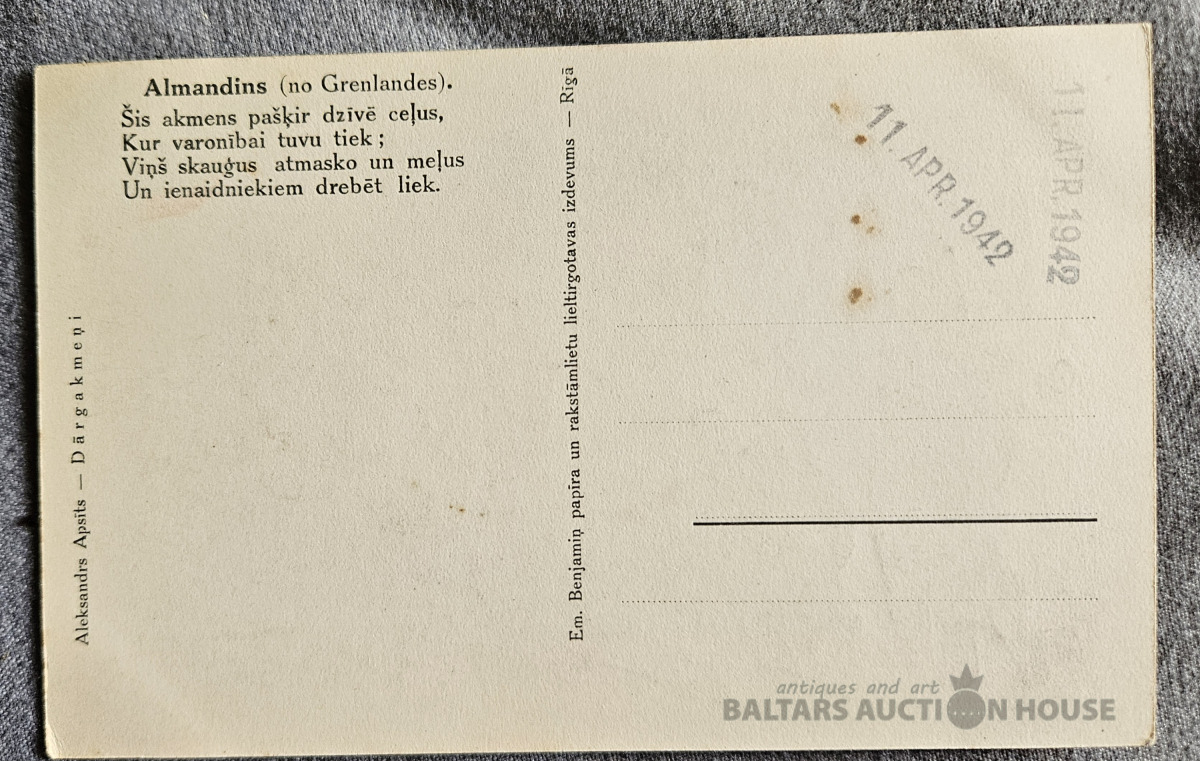 Almandins (no Grenlandes).
Šis akmens pašķir dzīvē ceļus,
Kur varonībai tuvu tiek ;
Viņš skauģus atmasko un meļus
Un ienaidniekiem drebēt liek.
Aleksandrs Apsīts — Dārgakmeņi
Em. Benjamiņ papīra un rakstāmlietu lieltirgotavas izdevums — Rīgā
11. APR. 1942
11. APR. 1942
antiques and art
BALTARS AUCTION HOUSE